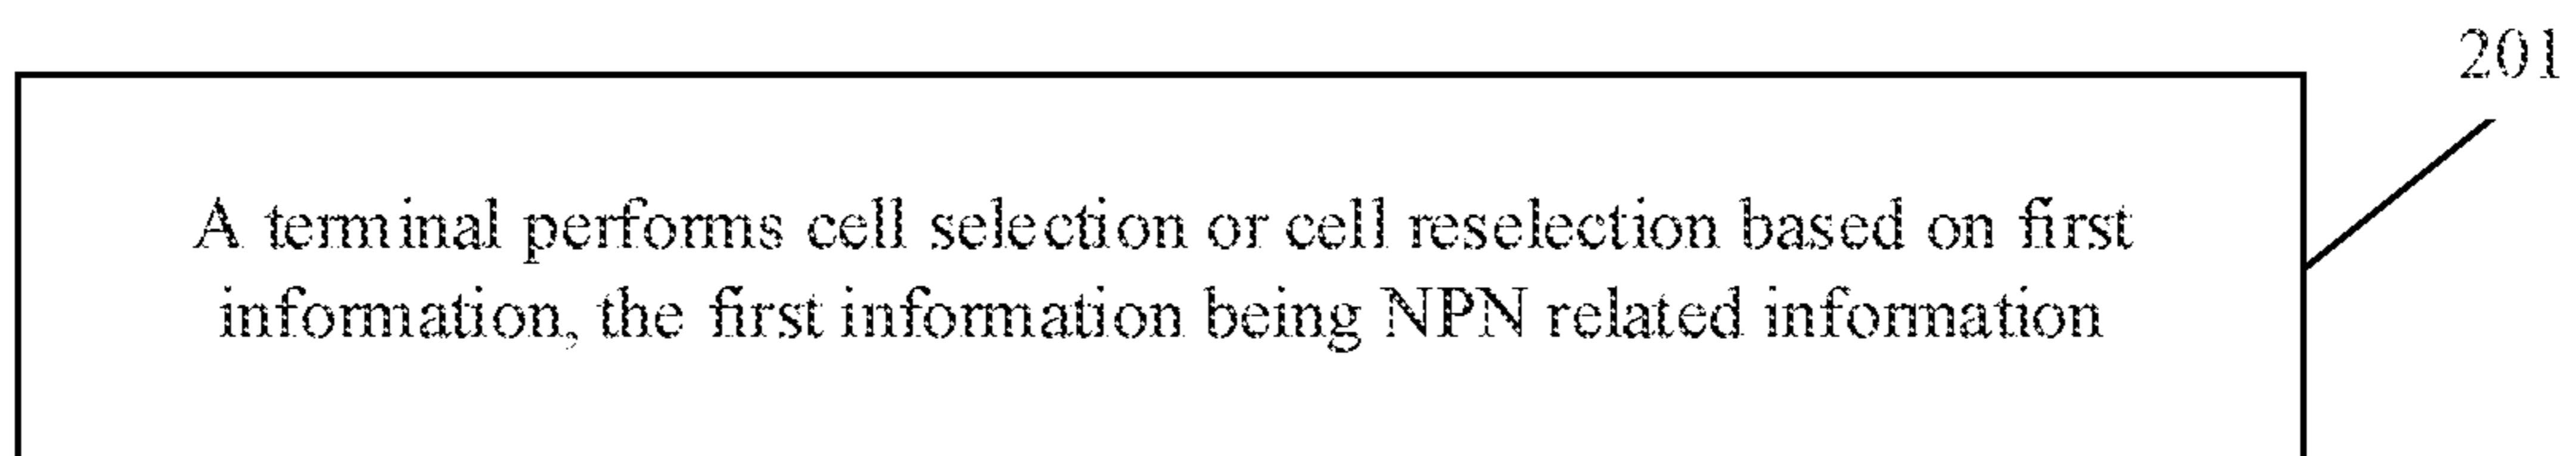 201
A terminal performs cell selection or cell reselection based on first
information, the first information being NPN related information